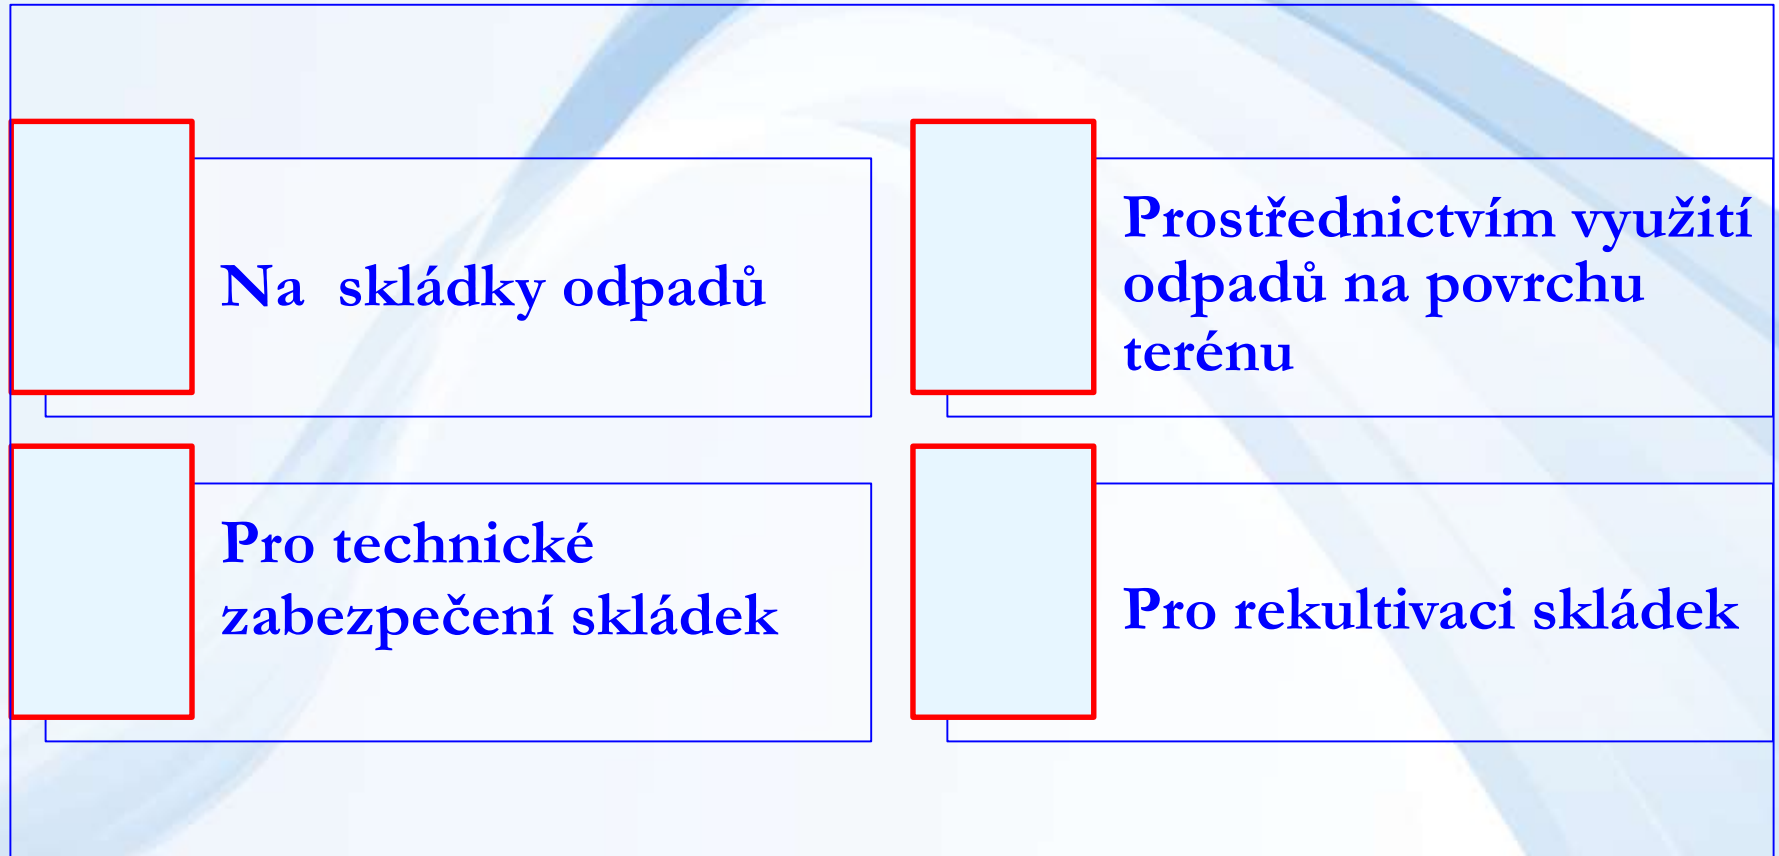 Na  skládky odpadů
Prostřednictvím využití
odpadů na povrchu
terénu
Pro technické
zabezpečení skládek
Pro rekultivaci skládek